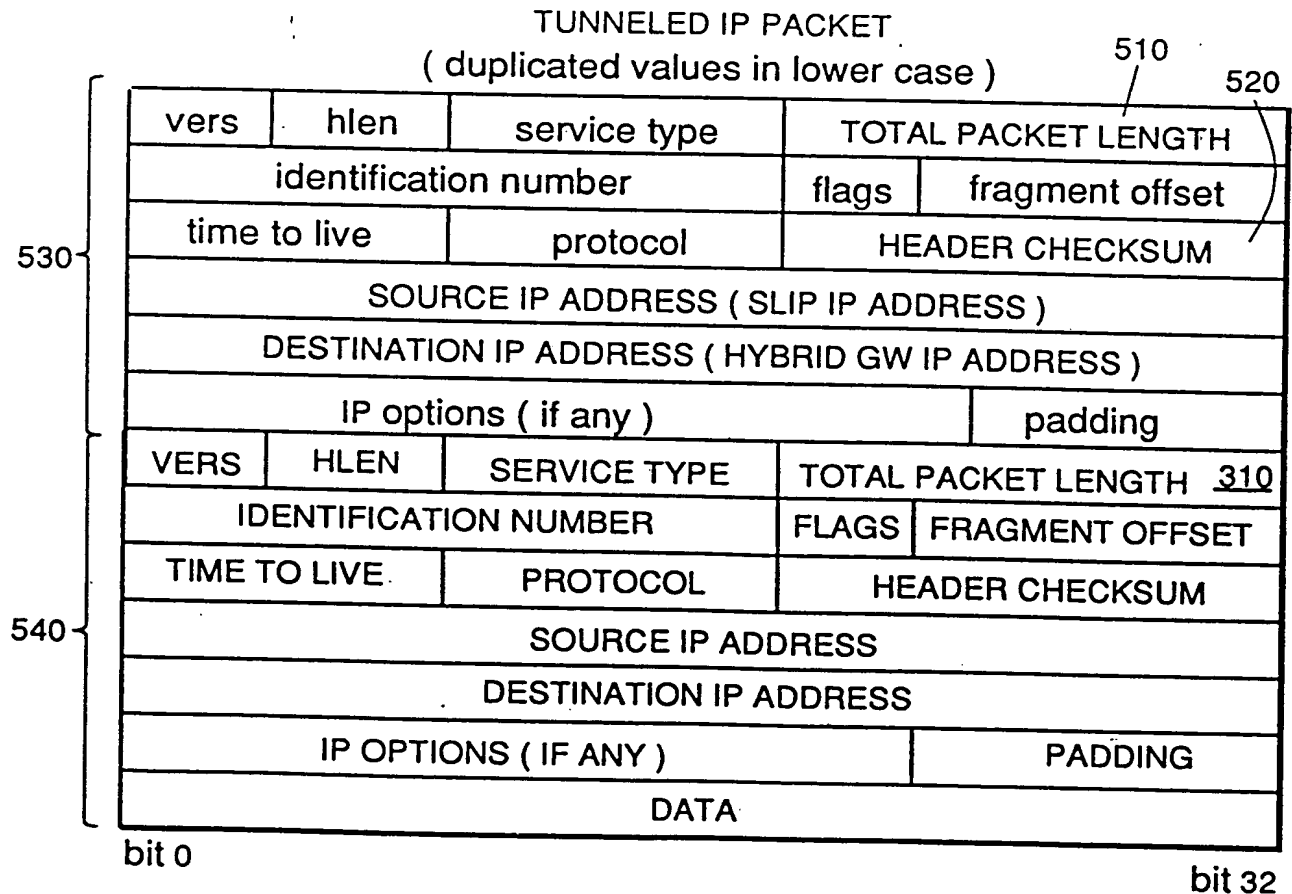 TUNNELED IP PACKET
( duplicated values in lower case )
510
520
vers hlen service type TOTAL PACKET LENGTH
identification number flags fragment offset
time to live protocol HEADER CHECKSUM
530
SOURCE IP ADDRESS ( SLIP IP ADDRESS )
DESTINATION IP ADDRESS ( HYBRID GW IP ADDRESS )
IP options ( if any ) padding
VERS HLEN SERVICE TYPE TOTAL PACKET LENGTH 310
IDENTIFICATION NUMBER FLAGS FRAGMENT OFFSET
TIME TO LIVE PROTOCOL HEADER CHECKSUM
540
SOURCE IP ADDRESS
DESTINATION IP ADDRESS
IP OPTIONS ( IF ANY ) PADDING
DATA
bit 0
bit 32